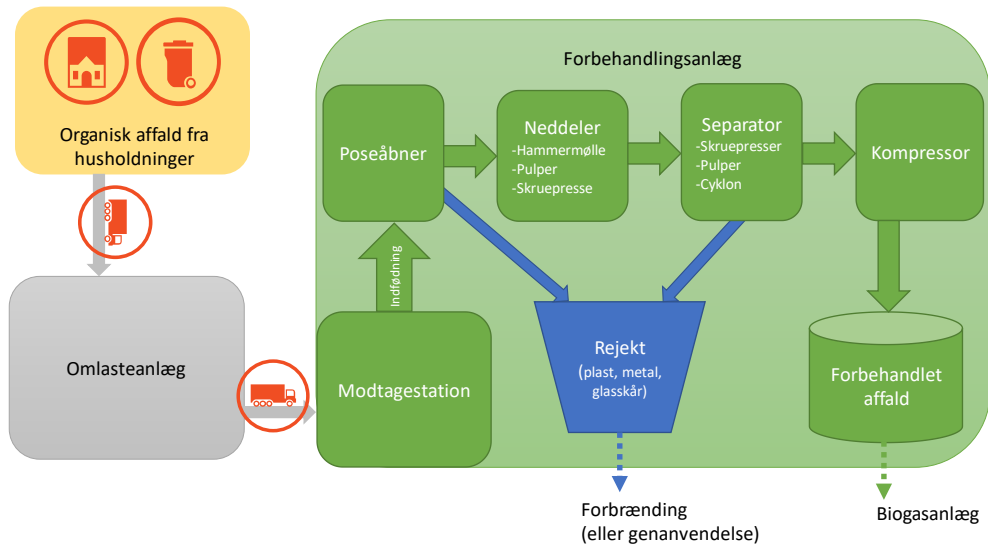 Organisk affald fra
husholdninger
Omlasteanlæg
Forbehandlingsanlæg
Poseåbner
Neddeler
-Hammermølle
-Pulper
-Skruepresse
Separator
-Skruepresser
-Pulper
-Cyklon
Kompressor
Indfødning
Modtagestation
Rejekt
(plast, metal,
glasskår)
Forbehandlet
affald
Forbrænding
(eller genanvendelse)
Biogasanlæg